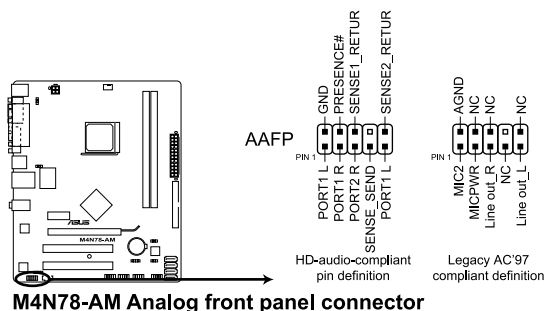 AAFP
PIN 1
GND
PRESENCE#
SENSE1_RETUR
SENSE2_RETUR
PORT1 L
PORT1 R
PORT2 R
SENSE_SEND
PORT1 L
HD-audio-compliant
pin definition
PIN 1
AGND
NC
NC
NC
MIC2
MICPWR
Line out_R
NC
Line out_L
Legacy AC'97
compliant definition
ASUS
M4N78-AM
M4N78-AM Analog front panel connector